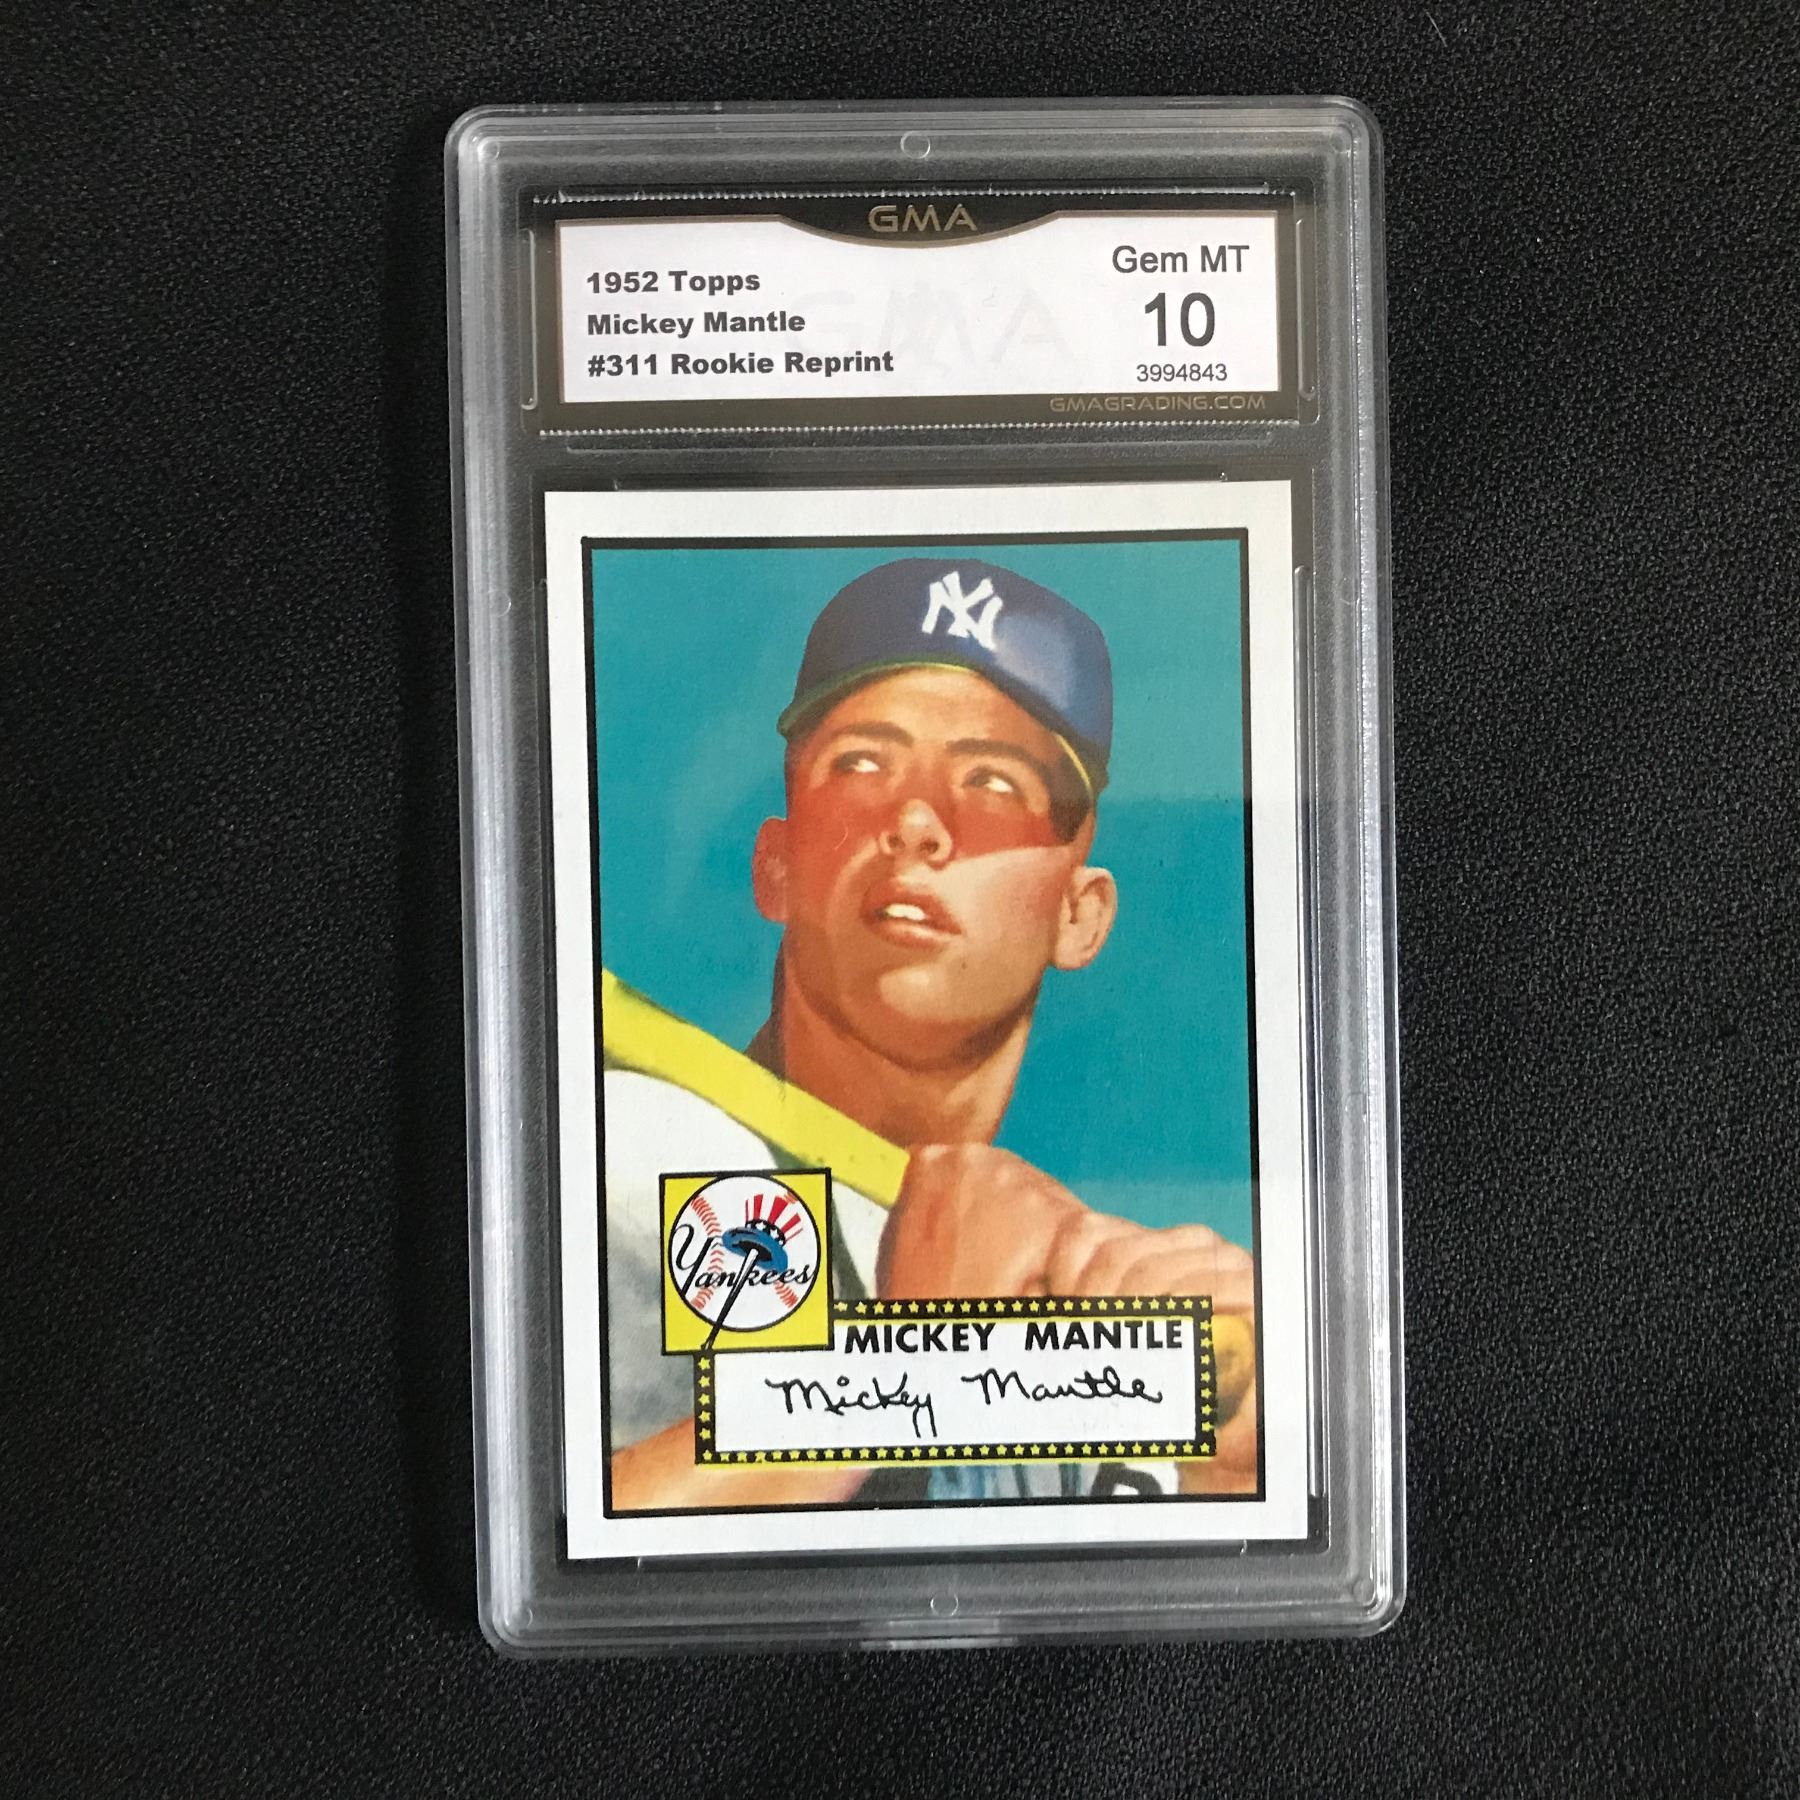 GMA
1952 Topps
Mickey Mantle
#311 Rookie Reprint
Gem MT
10
3994843
GMAGRADING.COM
NY
Yankees
MICKEY MANTLE
Mickey Mantle